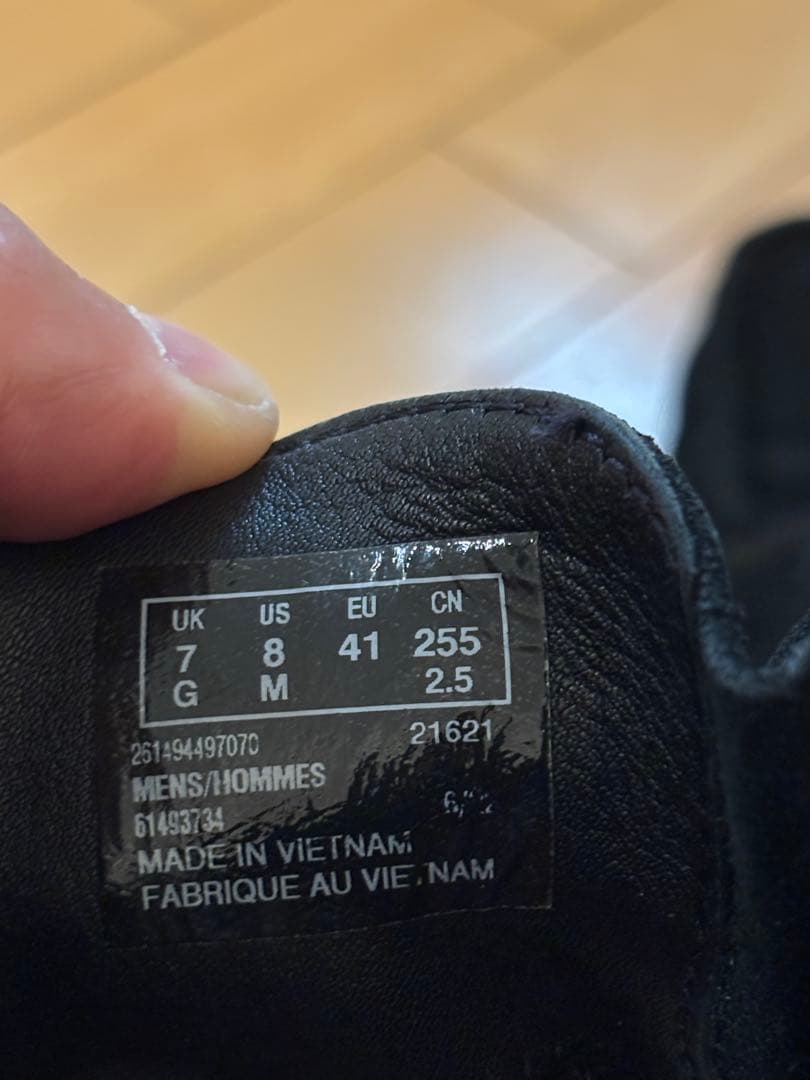 UK US EU CN
7 8 41 255
G M 2.5
261494497070 21621
MENS/HOMMES
61493734
MADE IN VIETNAM
FABRIQUE AU VIETNAM